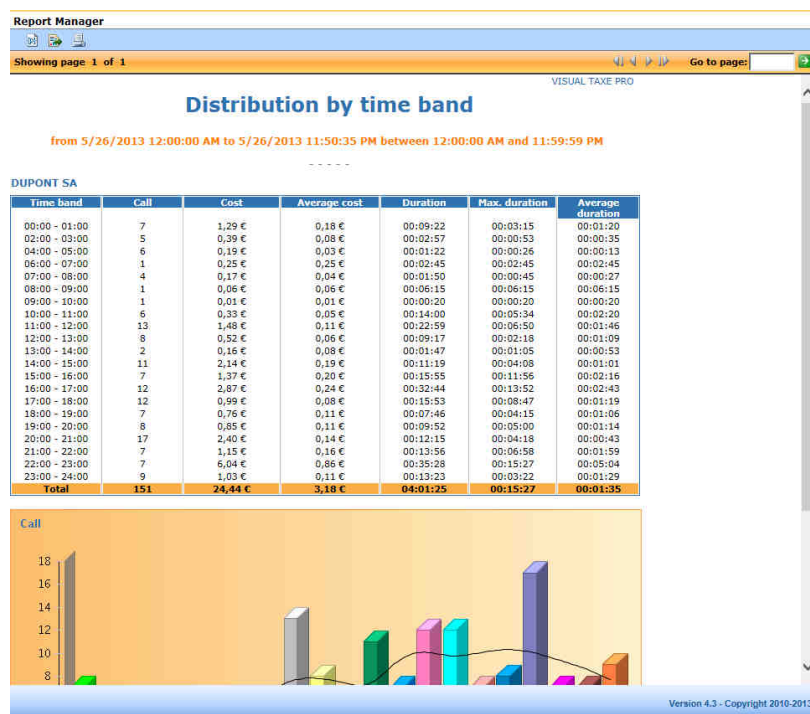 Report Manager
Showing page 1 of 1
Go to page:
VISUAL TAXE PRO
Distribution by time band
from 5/26/2013 12:00:00 AM to 5/26/2013 11:50:35 PM between 12:00:00 AM and 11:59:59 PM
- - - - -
DUPONT SA
Time band Call Cost Average cost Duration Max. duration Average duration
00:00 - 01:00 7 1,29 € 0,18 € 00:09:22 00:03:15 00:01:20
02:00 - 03:00 5 0,39 € 0,08 € 00:02:57 00:00:53 00:00:35
04:00 - 05:00 6 0,19 € 0,03 € 00:01:22 00:00:26 00:00:13
06:00 - 07:00 1 0,25 € 0,25 € 00:02:45 00:02:45 00:02:45
07:00 - 08:00 4 0,17 € 0,04 € 00:01:50 00:00:45 00:00:27
08:00 - 09:00 1 0,06 € 0,06 € 00:06:15 00:06:15 00:06:15
09:00 - 10:00 1 0,01 € 0,01 € 00:00:20 00:00:20 00:00:20
10:00 - 11:00 6 0,33 € 0,05 € 00:14:00 00:05:34 00:02:20
11:00 - 12:00 13 1,48 € 0,11 € 00:22:59 00:06:50 00:01:46
12:00 - 13:00 8 0,52 € 0,06 € 00:09:17 00:02:18 00:01:09
13:00 - 14:00 2 0,16 € 0,08 € 00:01:47 00:01:05 00:00:53
14:00 - 15:00 11 2,14 € 0,19 € 00:11:19 00:04:08 00:01:01
15:00 - 16:00 7 1,37 € 0,20 € 00:15:55 00:11:56 00:02:16
16:00 - 17:00 12 2,87 € 0,24 € 00:32:44 00:13:52 00:02:43
17:00 - 18:00 12 0,99 € 0,08 € 00:15:53 00:08:47 00:01:19
18:00 - 19:00 7 0,76 € 0,11 € 00:07:46 00:04:15 00:01:06
19:00 - 20:00 8 0,85 € 0,11 € 00:09:52 00:05:00 00:01:14
20:00 - 21:00 17 2,40 € 0,14 € 00:12:15 00:04:18 00:00:43
21:00 - 22:00 7 1,15 € 0,16 € 00:13:56 00:06:58 00:01:59
22:00 - 23:00 7 6,04 € 0,86 € 00:35:28 00:15:27 00:05:04
23:00 - 24:00 9 1,03 € 0,11 € 00:13:23 00:03:22 00:01:29
Total 151 24,44 € 3,18 € 04:01:25 00:15:27 00:01:35
Call
18
16
14
12
10
8
Version 4.3 - Copyright 2010-2013